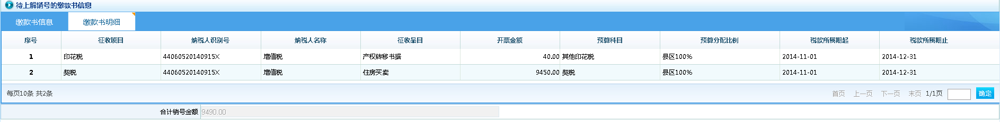 待上解销号的缴款书信息
缴款书信息 缴款书明细
序号 征收项目 纳税人识别号 纳税人名称 征收品目 开票金额 预算科目 预算分配比例 税款所属期起 税款所属期止
1 印花税 44060520140915X 增值税 产权转移书据 40.00 其他印花税 县区100% 2014-11-01 2014-12-31
2 契税 44060520140915X 增值税 住房买卖 9450.00 契税 县区100% 2014-11-01 2014-12-31
每页10条 共2条 首页 上一页 下一页 末页 1/1页 确定
合计销号金额 9490.00